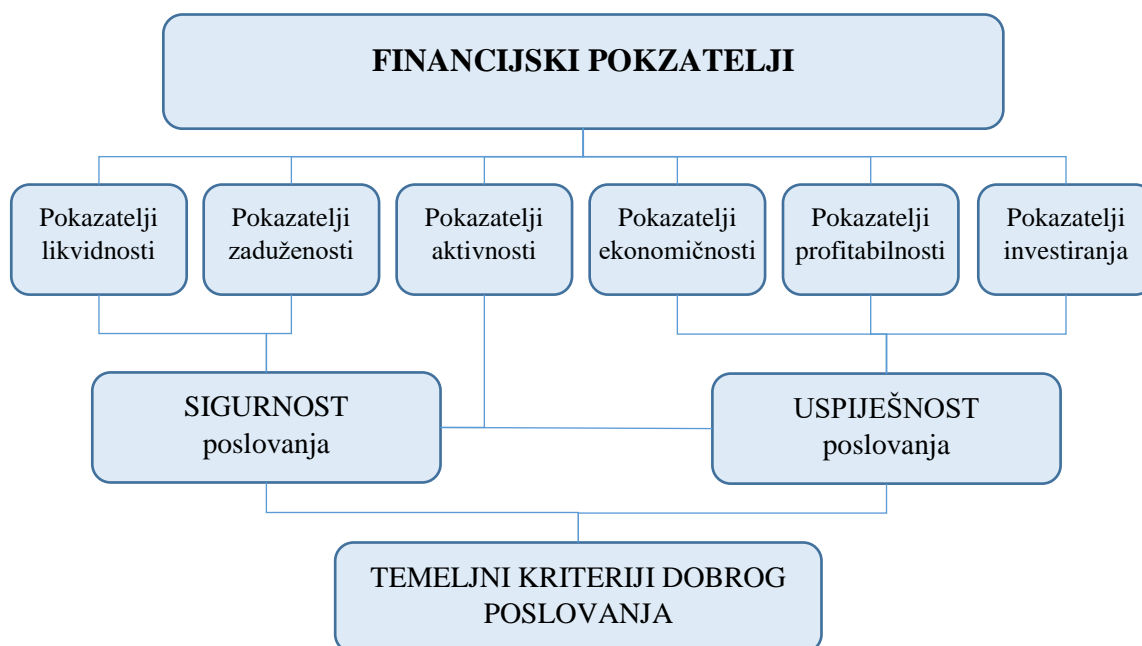 FINANCIJSKI POKZATELJI
Pokazatelji
likvidnosti
Pokazatelji
zaduženosti
Pokazatelji
aktivnosti
Pokazatelji
ekonomičnosti
Pokazatelji
profitabilnosti
Pokazatelji
investiranja
SIGURNOST
poslovanja
USPIJEŠNOST
poslovanja
TEMELJNI KRITERIJI DOBROG
POSLOVANJA